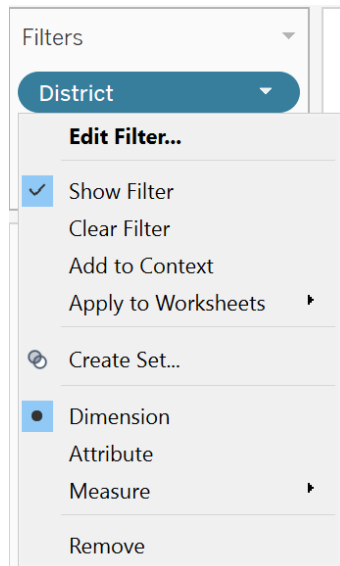 Filters
District
Edit Filter...
Show Filter
Clear Filter
Add to Context
Apply to Worksheets
Create Set...
Dimension
Attribute
Measure
Remove